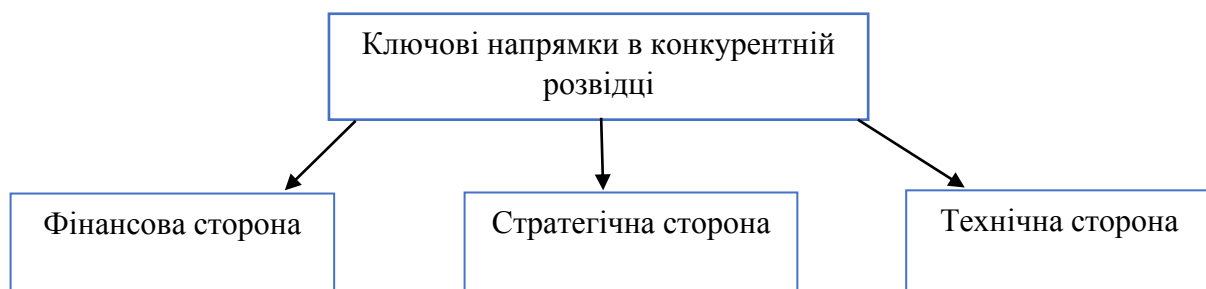 Ключові напрямки в конкурентній
розвідці
Фінансова сторона
Стратегічна сторона
Технічна сторона